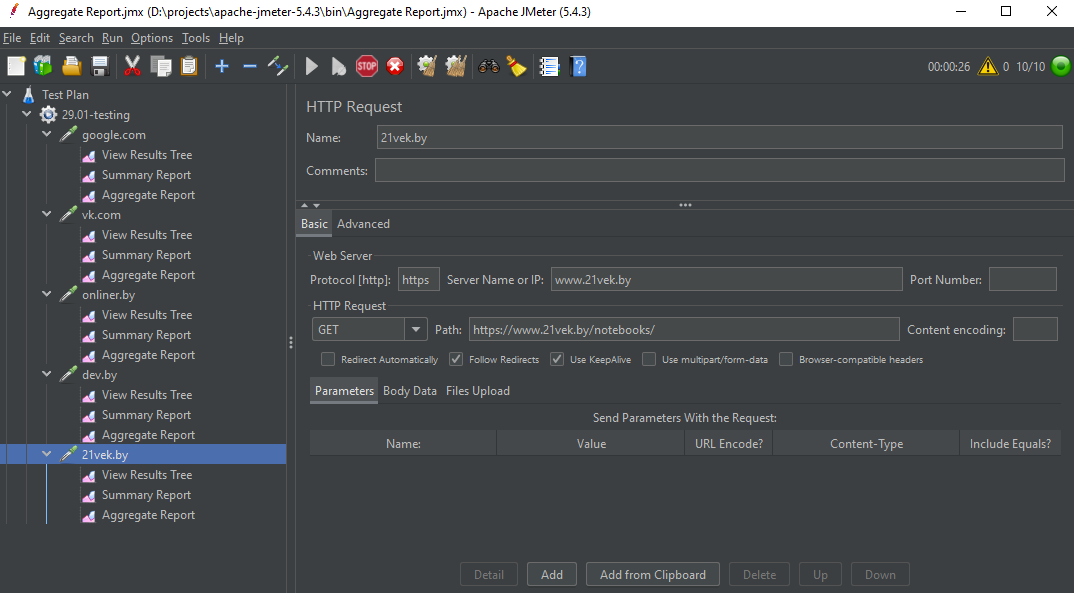 Aggregate Report.jmx (D:\projects\apache-jmeter-5.4.3\bin\Aggregate Report.jmx) - Apache JMeter (5.4.3)
File Edit Search Run Options Tools Help
STOP 00:00:26 0 10/10
Test Plan
29.01-testing
google.com
View Results Tree
Summary Report
Aggregate Report
vk.com
View Results Tree
Summary Report
Aggregate Report
onliner.by
View Results Tree
Summary Report
Aggregate Report
dev.by
View Results Tree
Summary Report
Aggregate Report
21vek.by
View Results Tree
Summary Report
Aggregate Report
HTTP Request
Name: 21vek.by
Comments:
Basic Advanced
Web Server
Protocol [http]: https Server Name or IP: www.21vek.by Port Number:
HTTP Request
GET Path: https://www.21vek.by/notebooks/ Content encoding:
Redirect Automatically Follow Redirects Use KeepAlive Use multipart/form-data Browser-compatible headers
Parameters Body Data Files Upload
Send Parameters With the Request:
Name: Value URL Encode? Content-Type Include Equals?
Detail Add Add from Clipboard Delete Up Down